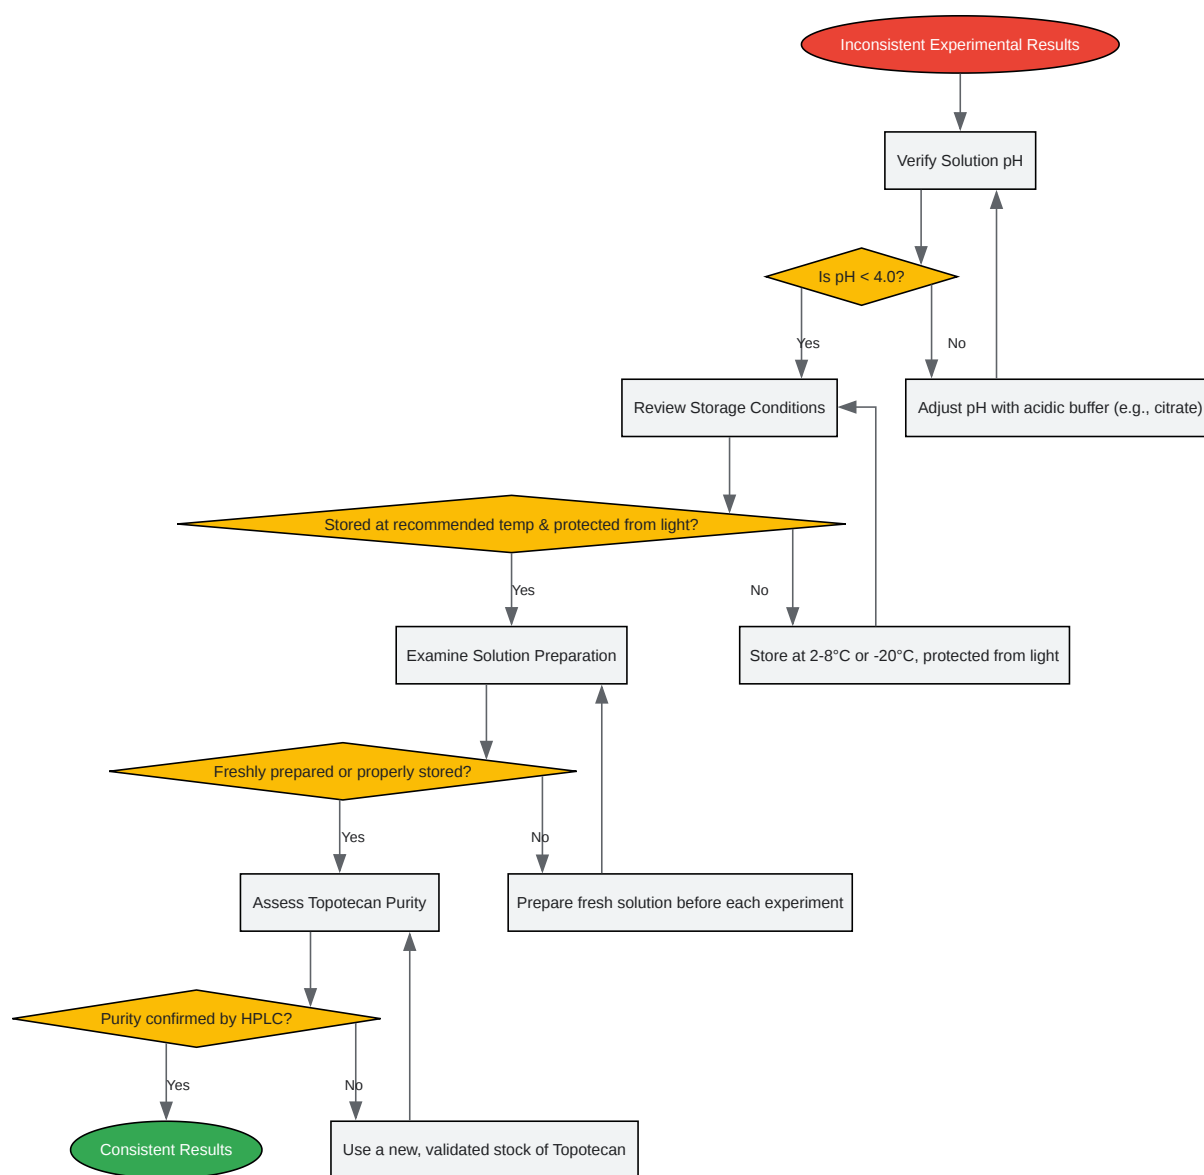 Inconsistent Experimental Results
Verify Solution pH
Is pH < 4.0?
Yes
No
Review Storage Conditions
Adjust pH with acidic buffer (e.g., citrate)
Stored at recommended temp & protected from light?
Yes
No
Examine Solution Preparation
Store at 2-8°C or -20°C, protected from light
Freshly prepared or properly stored?
Yes
No
Assess Topotecan Purity
Prepare fresh solution before each experiment
Purity confirmed by HPLC?
Yes
No
Consistent Results
Use a new, validated stock of Topotecan